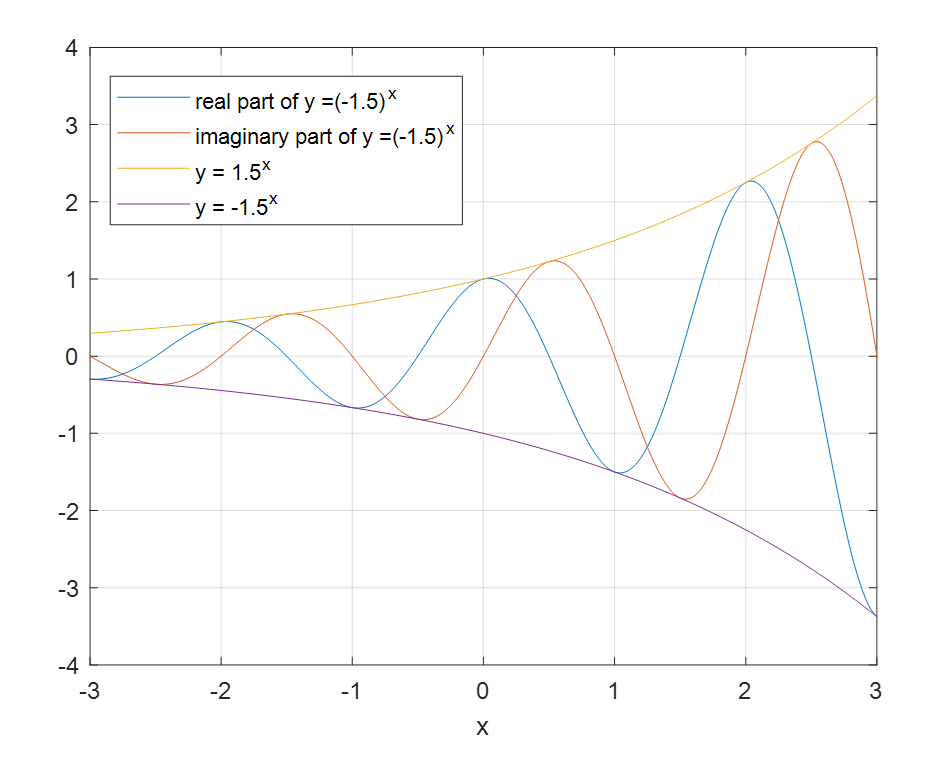 4
3
2
1
0
-1
-2
-3
-4
real part of y =(-1.5)^x
imaginary part of y =(-1.5)^x
y = 1.5^x
y = -1.5^x
-3 -2 -1 0 1 2 3
x